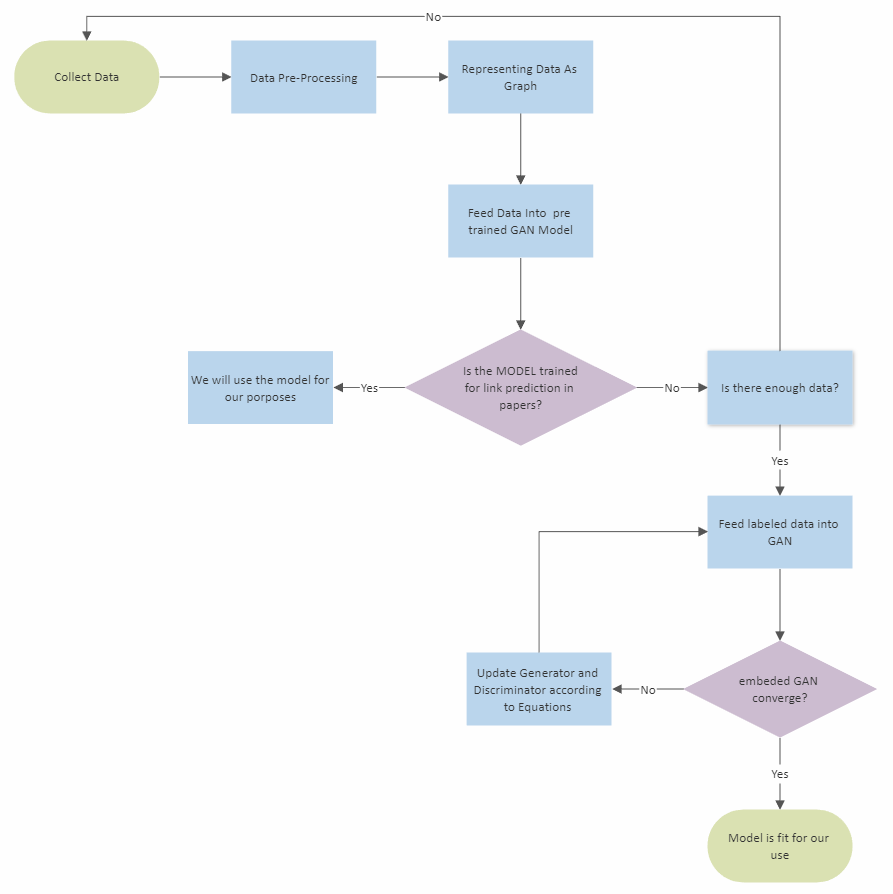 No
Collect Data
Data Pre-Processing
Representing Data As
Graph
Feed Data Into  pre
trained GAN Model
Is the MODEL trained
for link prediction in
papers?
Yes
We will use the model for
our porposes
No
Is there enough data?
Yes
Feed labeled data into
GAN
embeded GAN
converge?
No
Update Generator and
Discriminator according
to Equations
Yes
Model is fit for our
use